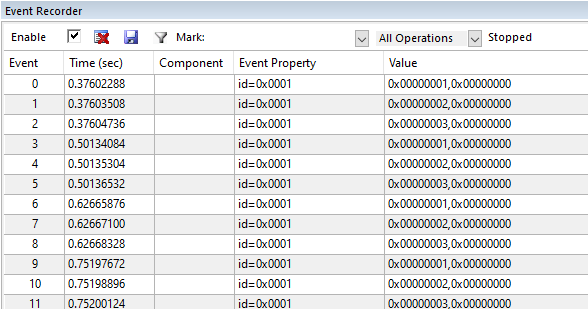 Event Recorder
Enable Mark: All Operations Stopped
Event Time (sec) Component Event Property Value
0 0.37602288 id=0x0001 0x00000001,0x00000000
1 0.37603508 id=0x0001 0x00000002,0x00000000
2 0.37604736 id=0x0001 0x00000003,0x00000000
3 0.50134084 id=0x0001 0x00000001,0x00000000
4 0.50135304 id=0x0001 0x00000002,0x00000000
5 0.50136532 id=0x0001 0x00000003,0x00000000
6 0.62665876 id=0x0001 0x00000001,0x00000000
7 0.62667100 id=0x0001 0x00000002,0x00000000
8 0.62668328 id=0x0001 0x00000003,0x00000000
9 0.75197672 id=0x0001 0x00000001,0x00000000
10 0.75198896 id=0x0001 0x00000002,0x00000000
11 0.75200124 id=0x0001 0x00000003,0x00000000